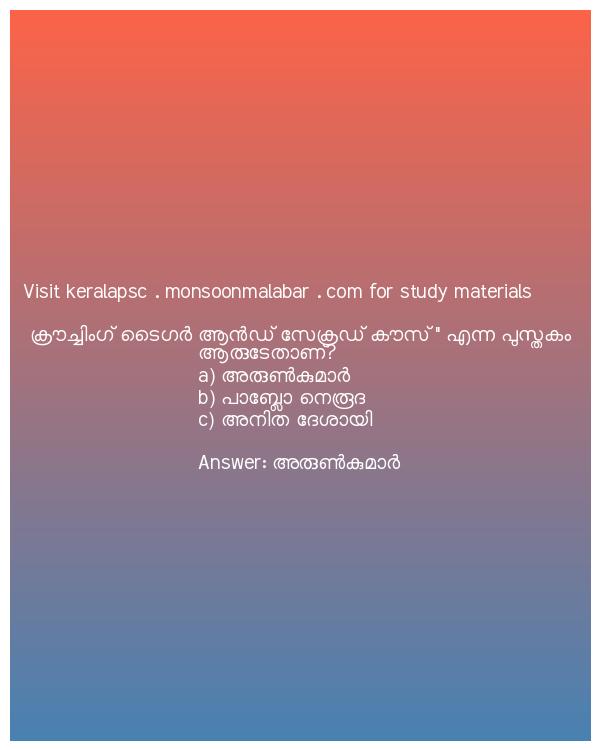 Visit keralapsc . monsoonmalabar . com for study materials
ക്രൗച്ചിംഗ് ടൈഗർ ആൻഡ് സേക്രഡ് കൗസ് " എന്ന പുസ്തകം
ആരുടേതാണ്?
a) അരുൺകുമാർ
b) പാബ്ലോ നെരൂദ
c) അനിത ദേശായി
Answer: അരുൺകുമാർ